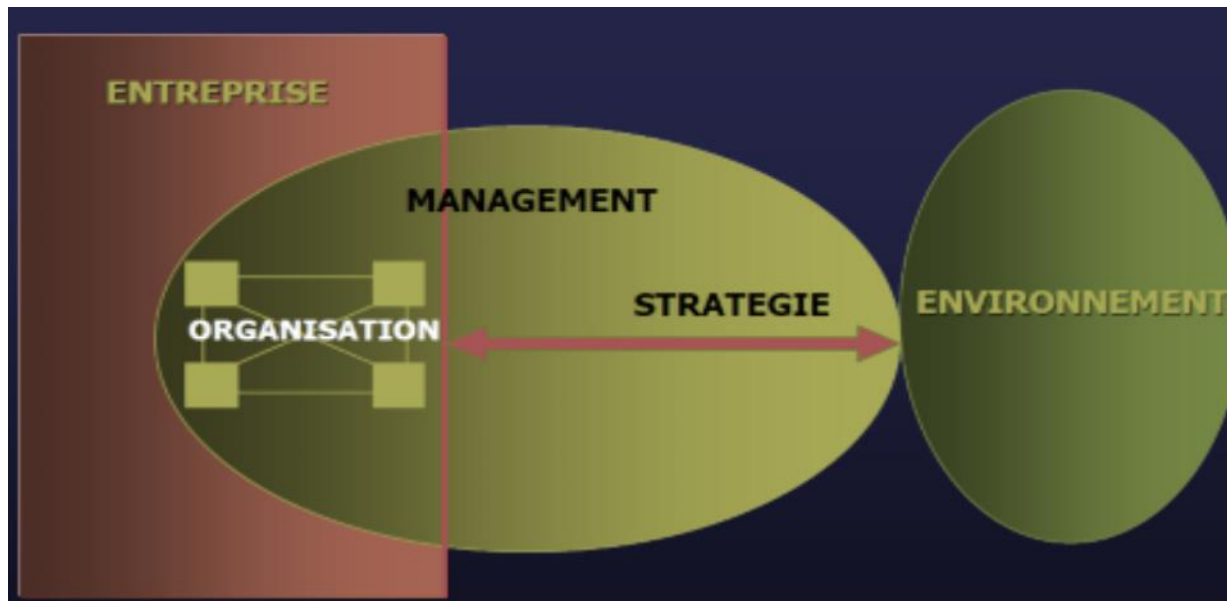 ENTREPRISE
MANAGEMENT
STRATEGIE
ENVIRONNEMENT
ORGANISATION